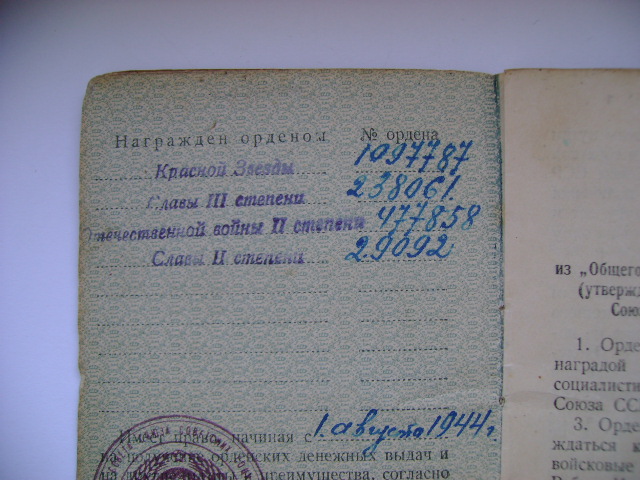 Награжден орденом № ордена
Красной Звезды 1097787
Славы III степени 238061
Отечественной войны II степени 477858
Славы II степени 29092
Имеет право, начиная с 1. августа 1944 г
на получение орденских денежных выдач и
преимущества, согласно
из „Общего
(утвержд
Союз
1. Орде
наградой
социалисти
Союза СС
3. Орде
ждаться к
войсковые